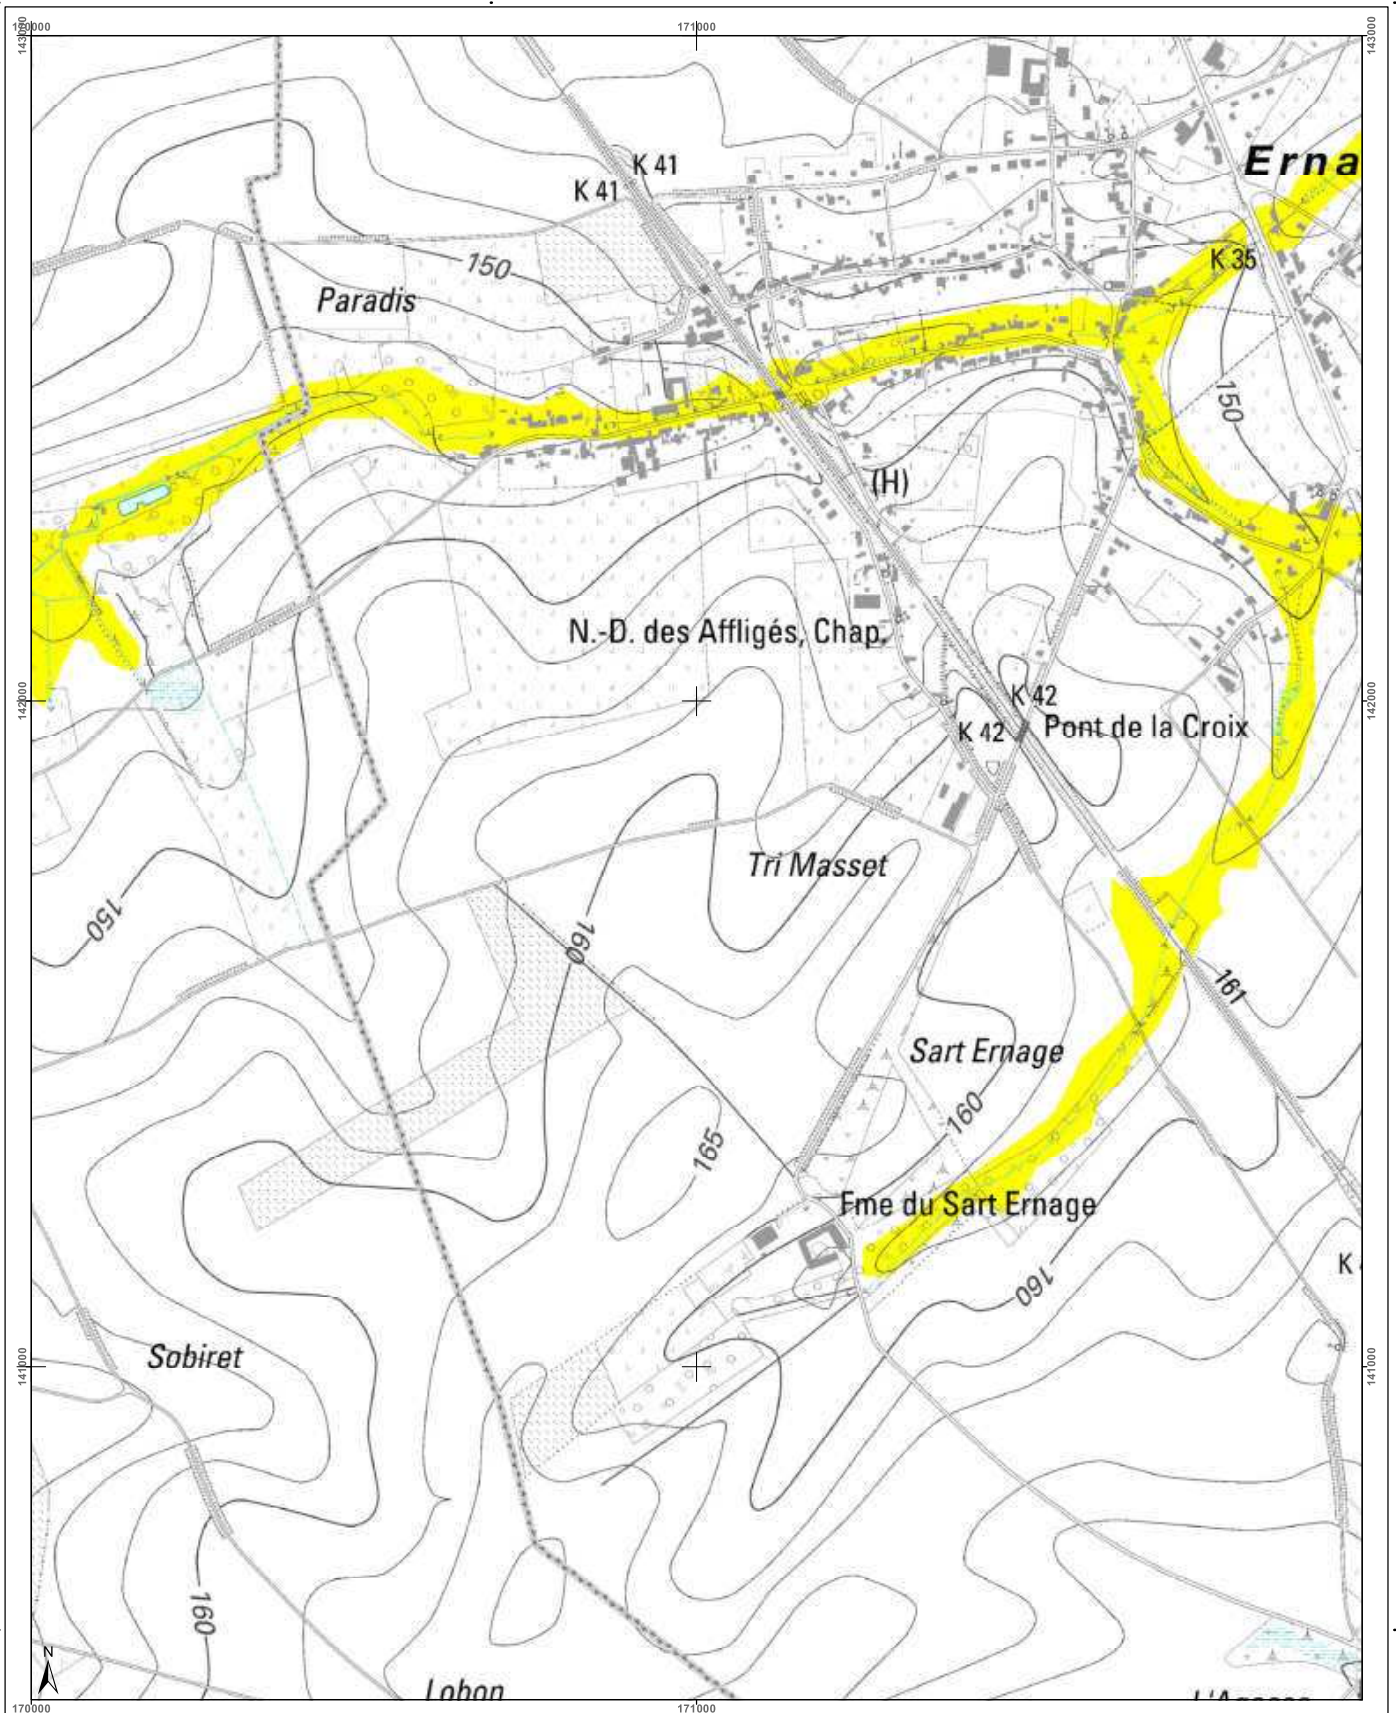 170000
171000
143000
143000
Erna
K 41
K 41
K 35
150
Paradis
150
(H)
N.-D. des Affligés, Chap.
142000
142000
K 42
K 42
Pont de la Croix
Tri Masset
150
160
161
Sart Ernage
160
165
Fme du Sart Ernage
K
160
Sobiret
141000
141000
160
N
Lobon
170000
171000